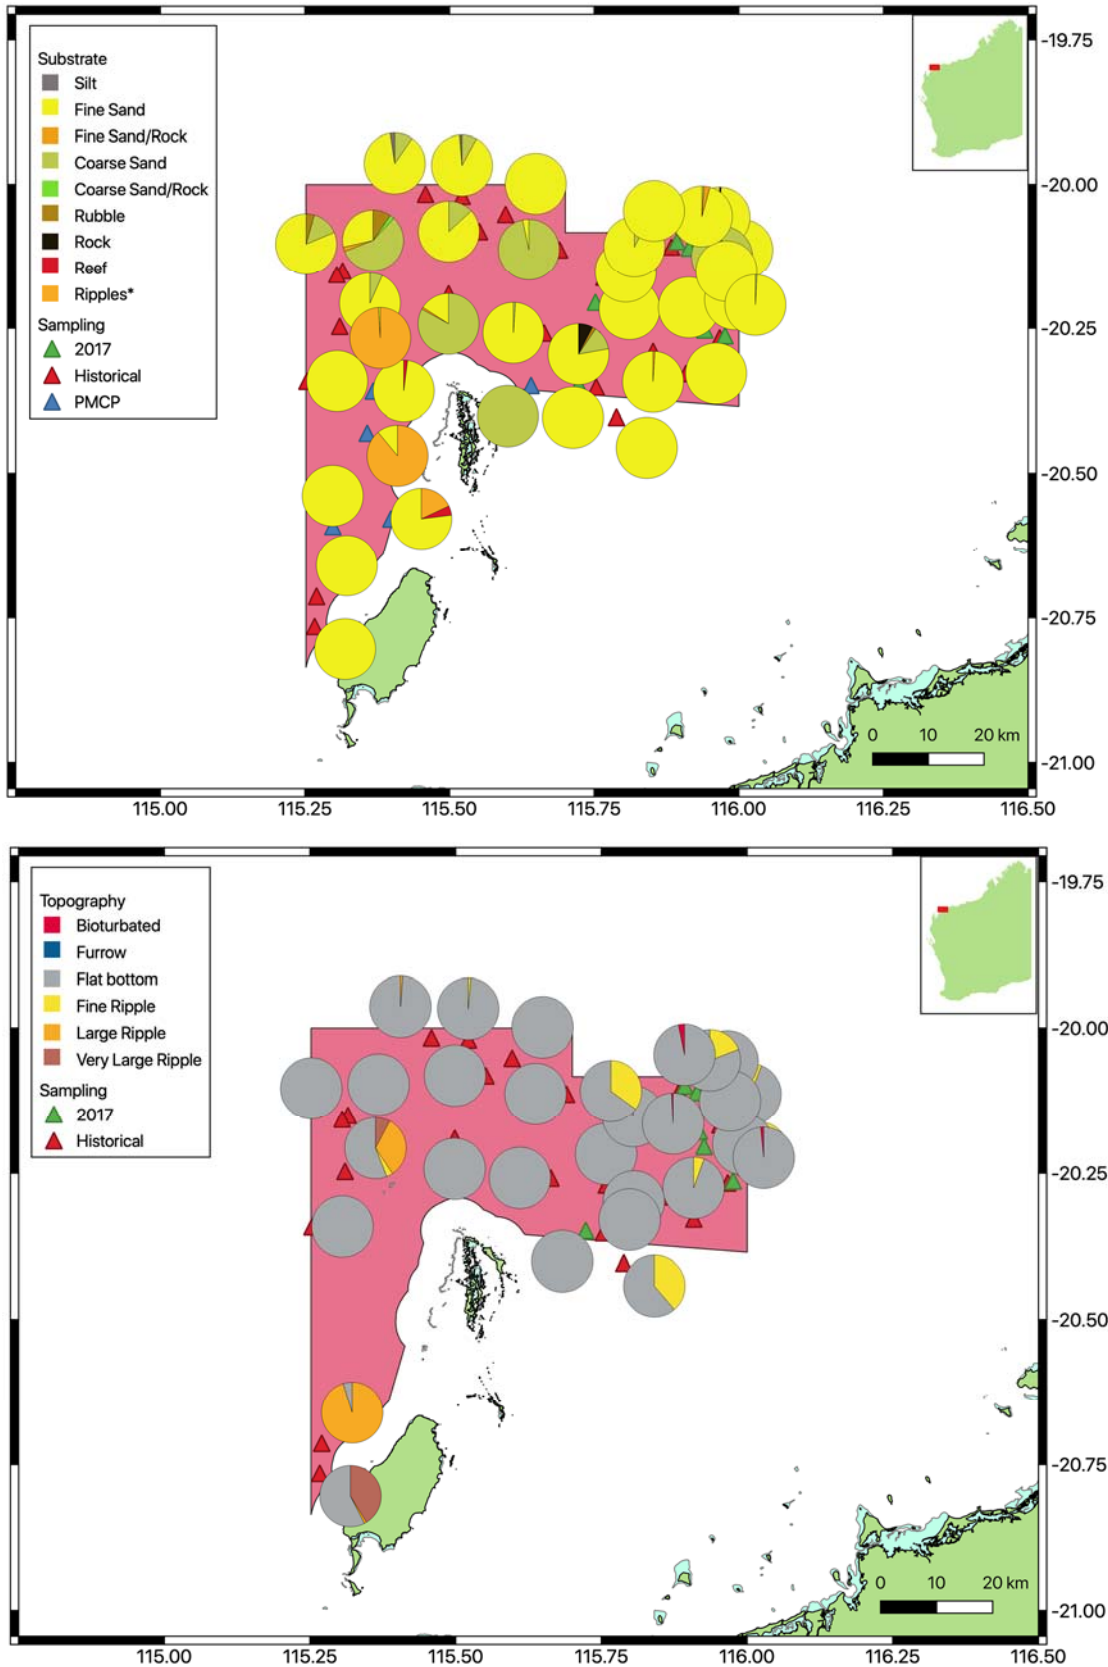 Substrate
Silt
Fine Sand
Fine Sand/Rock
Coarse Sand
Coarse Sand/Rock
Rubble
Rock
Reef
Ripples*
Sampling
2017
Historical
PMCP
-19.75
-20.00
-20.25
-20.50
-20.75
-21.00
0 10 20 km
115.00 115.25 115.50 115.75 116.00 116.25 116.50
Topography
Bioturbated
Furrow
Flat bottom
Fine Ripple
Large Ripple
Very Large Ripple
Sampling
2017
Historical
-19.75
-20.00
-20.25
-20.50
-20.75
-21.00
0 10 20 km
115.00 115.25 115.50 115.75 116.00 116.25 116.50